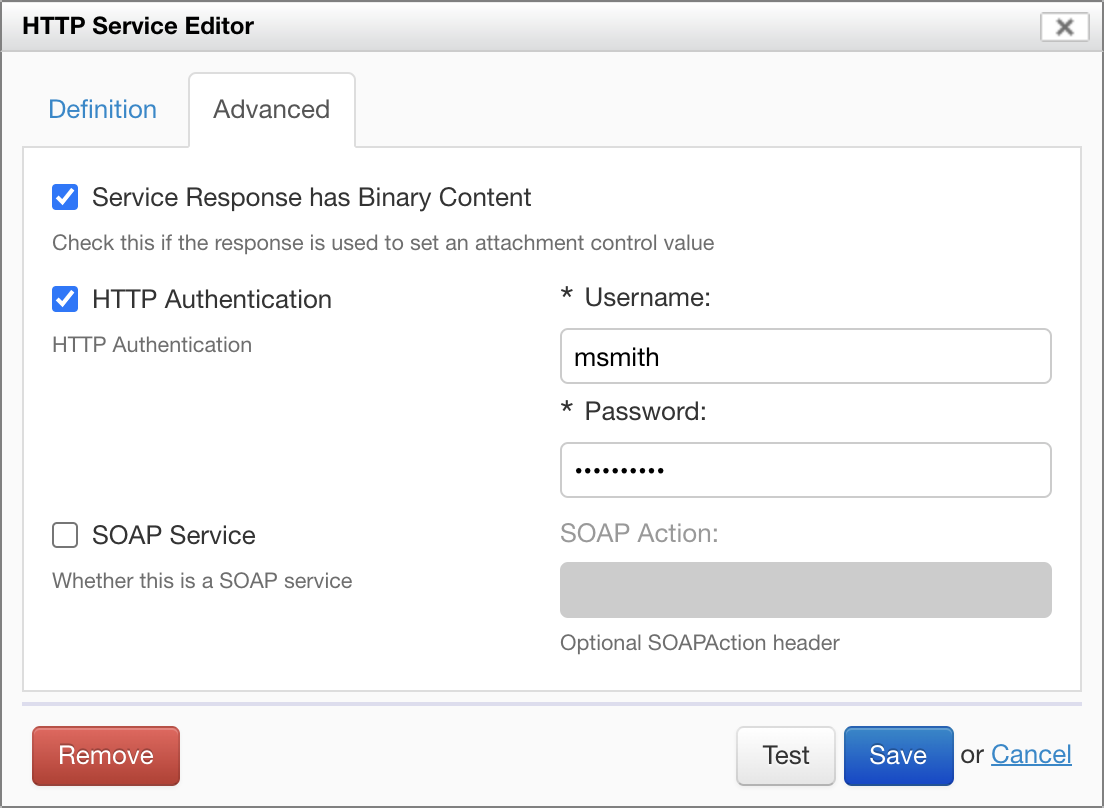 HTTP Service Editor
Definition
Advanced
Service Response has Binary Content
Check this if the response is used to set an attachment control value
HTTP Authentication
HTTP Authentication
* Username:
msmith
* Password:
••••••••••
SOAP Service
Whether this is a SOAP service
SOAP Action:
Optional SOAPAction header
Remove
Test
Save
or Cancel